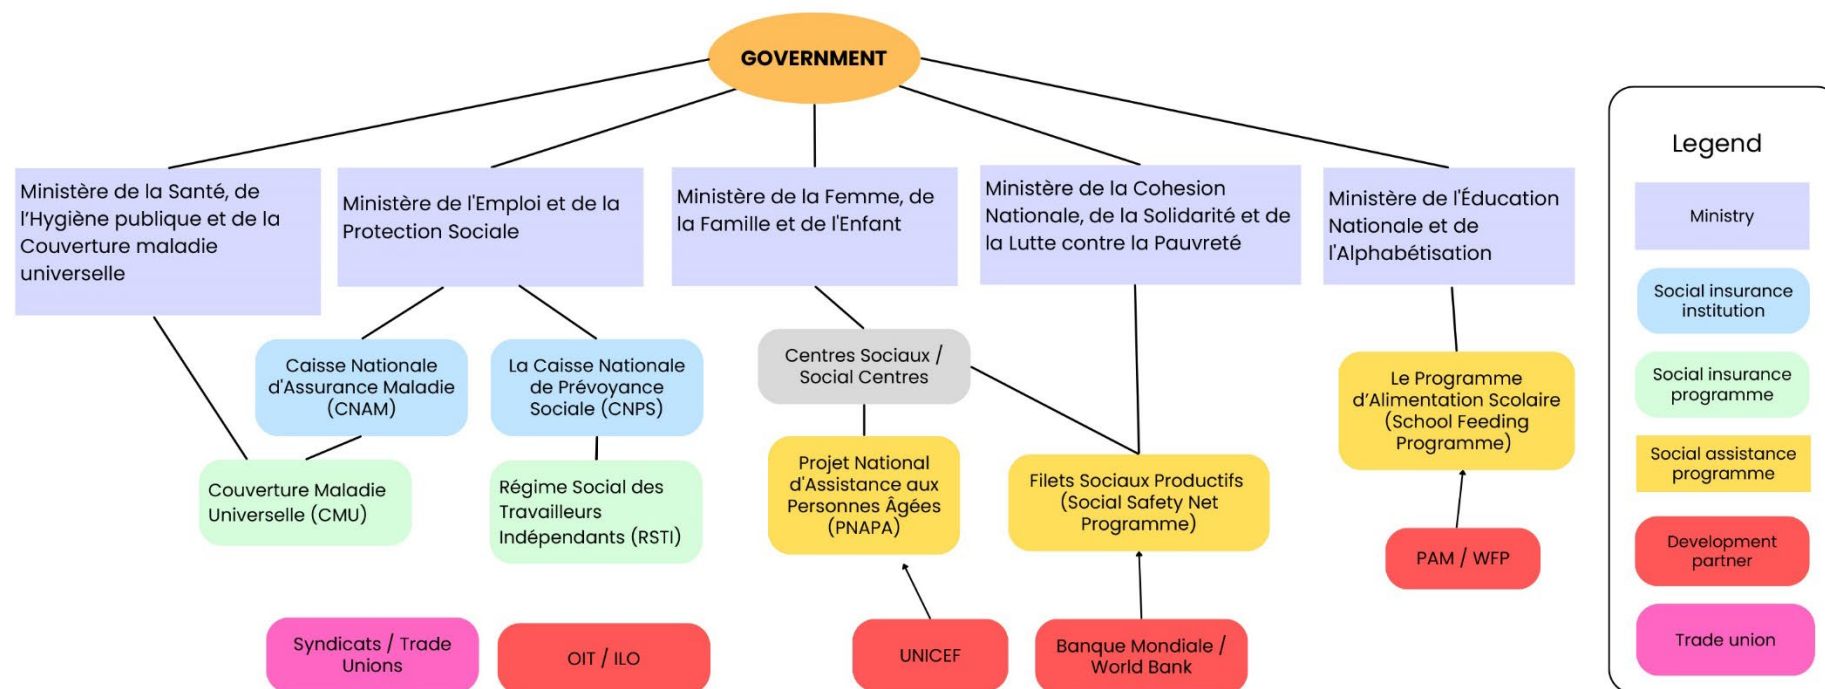 GOVERNMENT
Ministère de la Santé, de
l’Hygiène publique et de la
Couverture maladie
universelle
Ministère de l'Emploi et de la
Protection Sociale
Ministère de la Femme, de
la Famille et de l'Enfant
Ministère de la Cohesion
Nationale, de la Solidarité et de
la Lutte contre la Pauvreté
Ministère de l'Éducation
Nationale et de
l'Alphabétisation
Caisse Nationale
d'Assurance Maladie
(CNAM)
La Caisse Nationale
de Prévoyance
Sociale (CNPS)
Centres Sociaux /
Social Centres
Le Programme
d’Alimentation Scolaire
(School Feeding
Programme)
Couverture Maladie
Universelle (CMU)
Régime Social des
Travailleurs
Indépendants (RSTI)
Projet National
d'Assistance aux
Personnes Âgées
(PNAPA)
Filets Sociaux Productifs
(Social Safety Net
Programme)
PAM / WFP
Syndicats / Trade
Unions
OIT / ILO
UNICEF
Banque Mondiale /
World Bank
Legend
Ministry
Social insurance
institution
Social insurance
programme
Social assistance
programme
Development
partner
Trade union